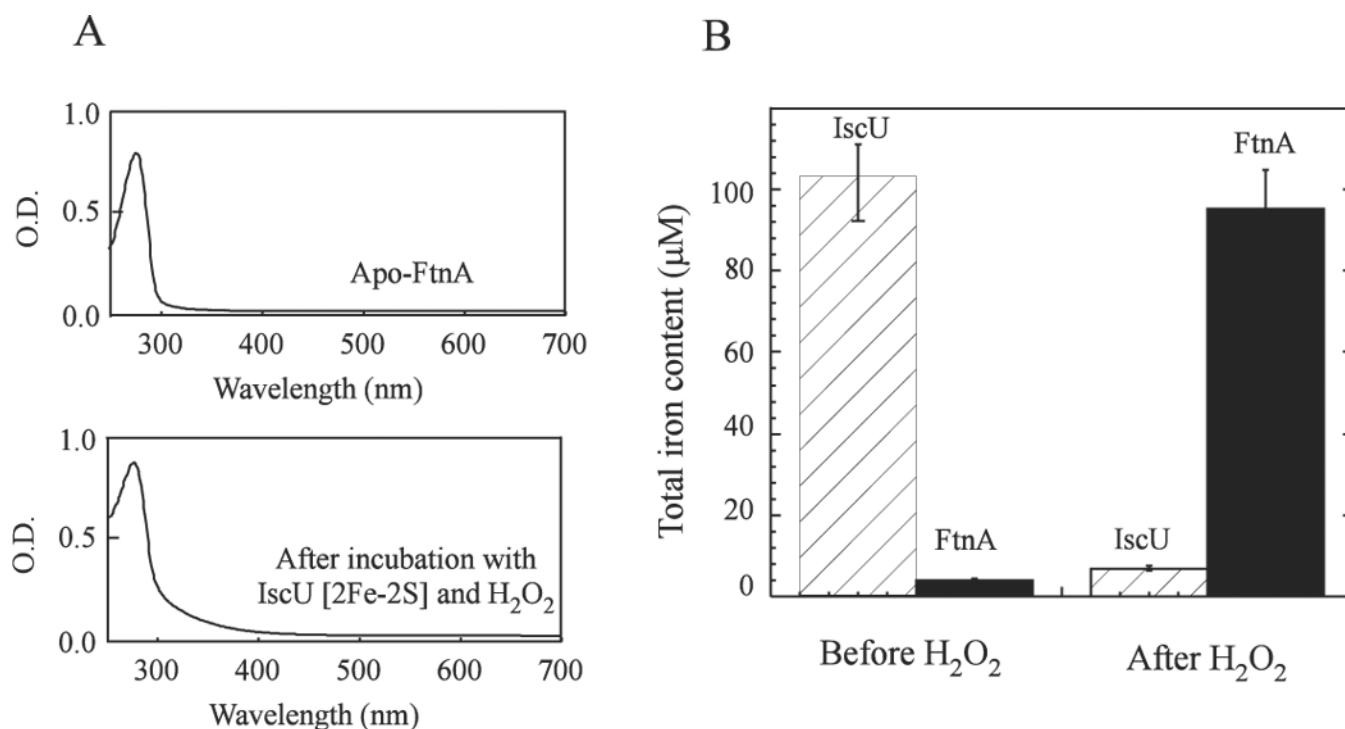 A
1.0
0.5
0.0
O.D.
Apo-FtnA
300 400 500 600 700
Wavelength (nm)
1.0
0.5
0.0
O.D.
After incubation with
IscU [2Fe-2S] and H₂O₂
300 400 500 600 700
Wavelength (nm)
B
Total iron content (μM)
100
80
60
40
20
0
IscU
FtnA
IscU
FtnA
Before H₂O₂
After H₂O₂